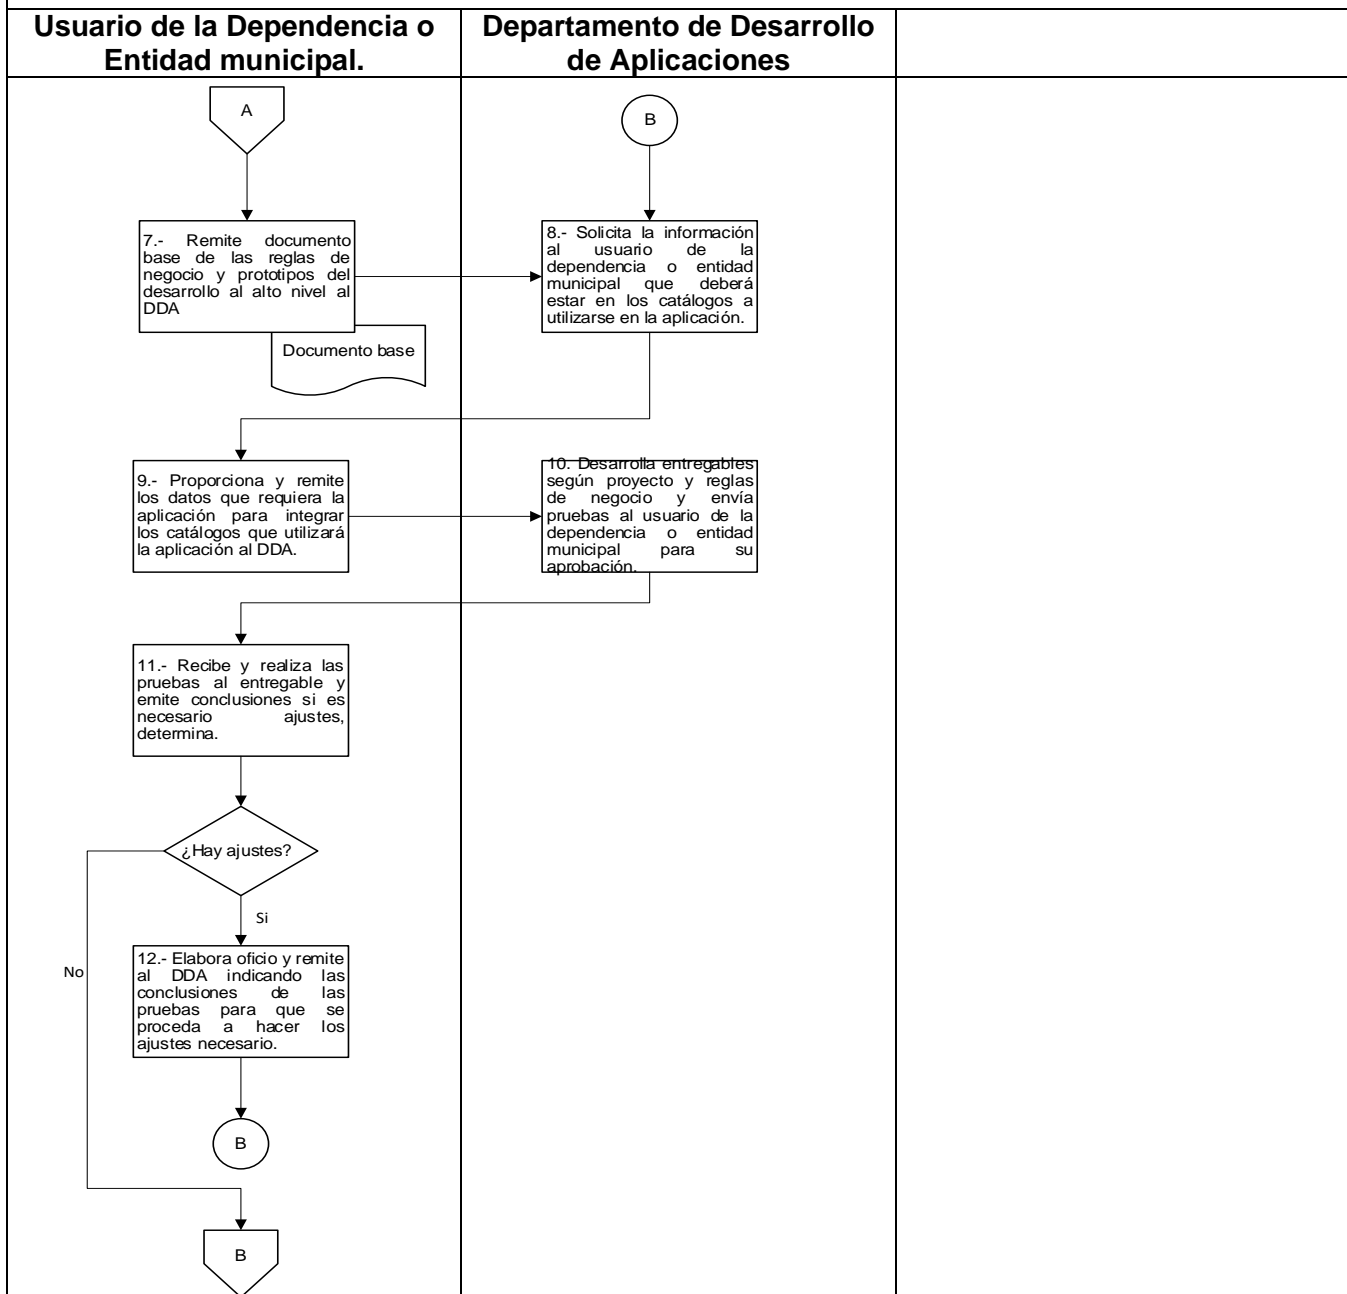 Usuario de la Dependencia o
Entidad municipal.
Departamento de Desarrollo
de Aplicaciones
A
B
7.- Remite documento
base de las reglas de
negocio y prototipos del
desarrollo al alto nivel al
DDA
Documento base
8.- Solicita la información
al usuario de la
dependencia o entidad
municipal que deberá
estar en los catálogos a
utilizarse en la aplicación.
9.- Proporciona y remite
los datos que requiera la
aplicación para integrar
los catálogos que utilizará
la aplicación al DDA.
10. Desarrolla entregables
según proyecto y reglas
de negocio y envía
pruebas al usuario de la
dependencia o entidad
municipal para su
aprobación.
11.- Recibe y realiza las
pruebas al entregable y
emite conclusiones si es
necesario ajustes,
determina.
¿Hay ajustes?
Si
No
12.- Elabora oficio y remite
al DDA indicando las
conclusiones de las
pruebas para que se
proceda a hacer los
ajustes necesario.
B
B